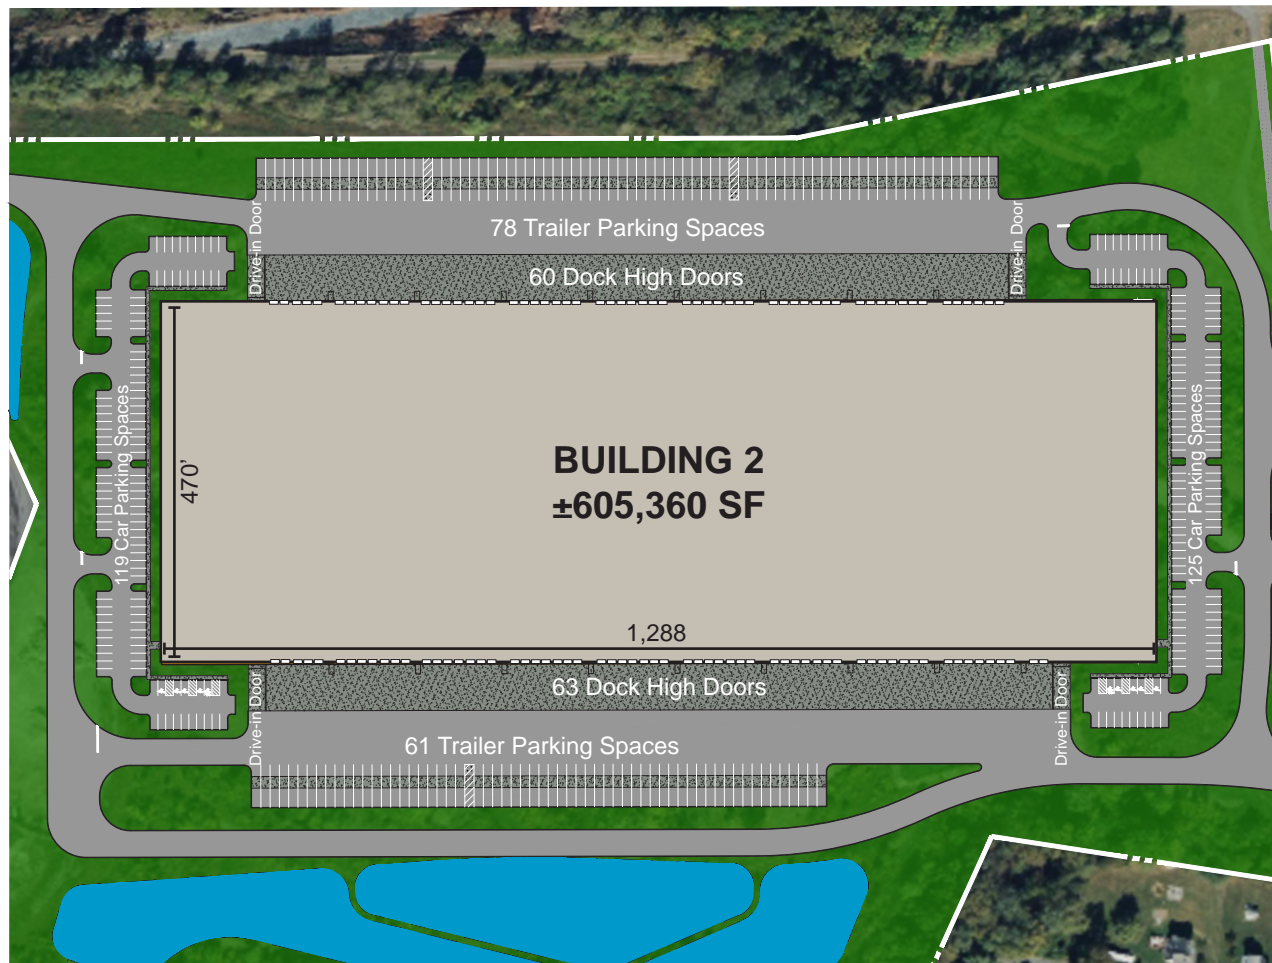 78 Trailer Parking Spaces
Drive-in Door
Drive-in Door
60 Dock High Doors
119 Car Parking Spaces
470’
BUILDING 2
±605,360 SF
125 Car Parking Spaces
1,288
63 Dock High Doors
Drive-in Door
Drive-in Door
61 Trailer Parking Spaces